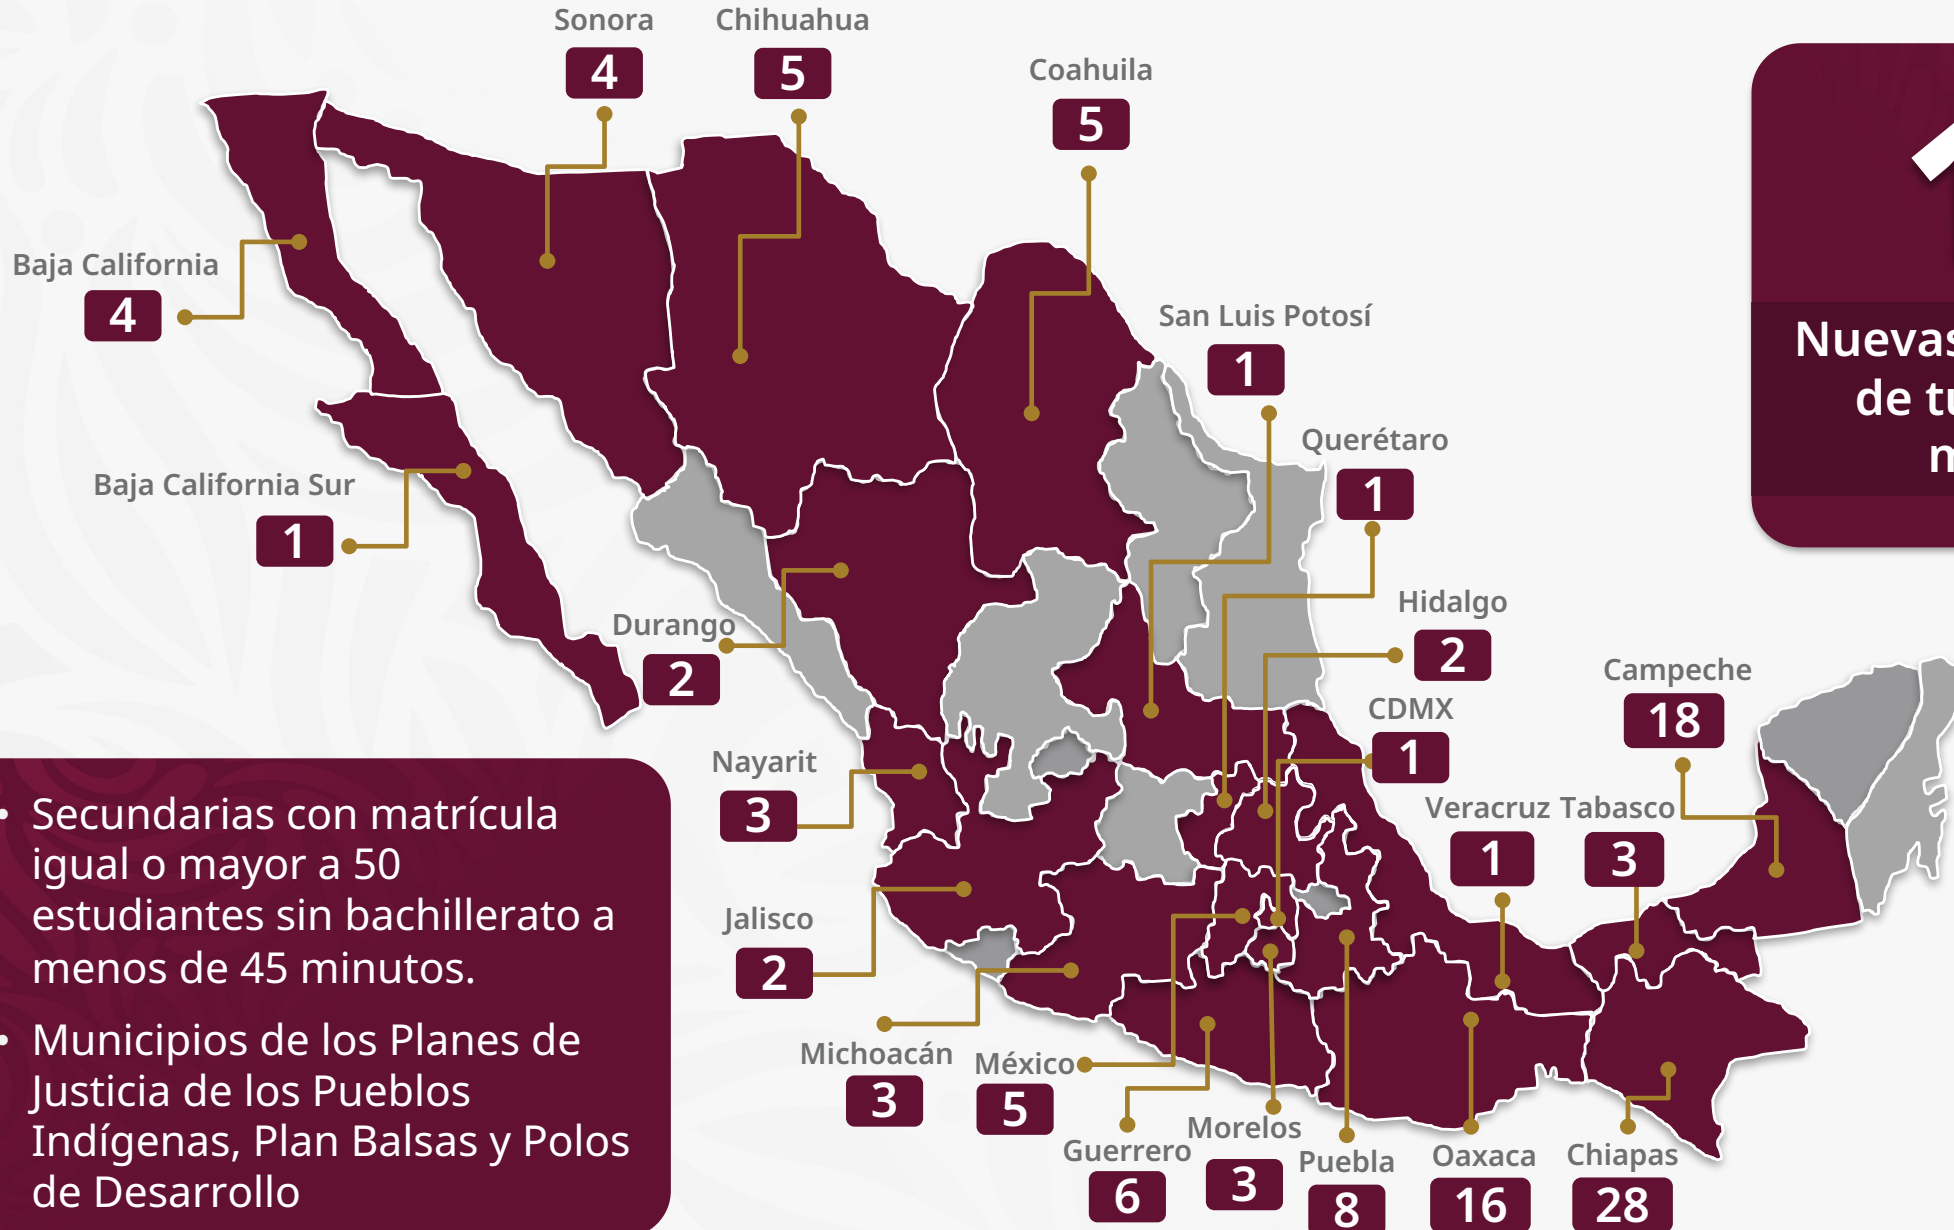 Sonora
4
Chihuahua
5
Coahuila
5
Baja California
4
San Luis Potosí
1
Querétaro
1
Baja California Sur
1
Hidalgo
2
Durango
2
Campeche
18
CDMX
1
Nayarit
3
Veracruz
1
Tabasco
3
Jalisco
2
Michoacán
3
México
5
Guerrero
6
Morelos
3
Puebla
8
Oaxaca
16
Chiapas
28
Nuevas
de
• Secundarias con matrícula
igual o mayor a 50
estudiantes sin bachillerato a
menos de 45 minutos.
• Municipios de los Planes de
Justicia de los Pueblos
Indígenas, Plan Balsas y Polos
de Desarrollo